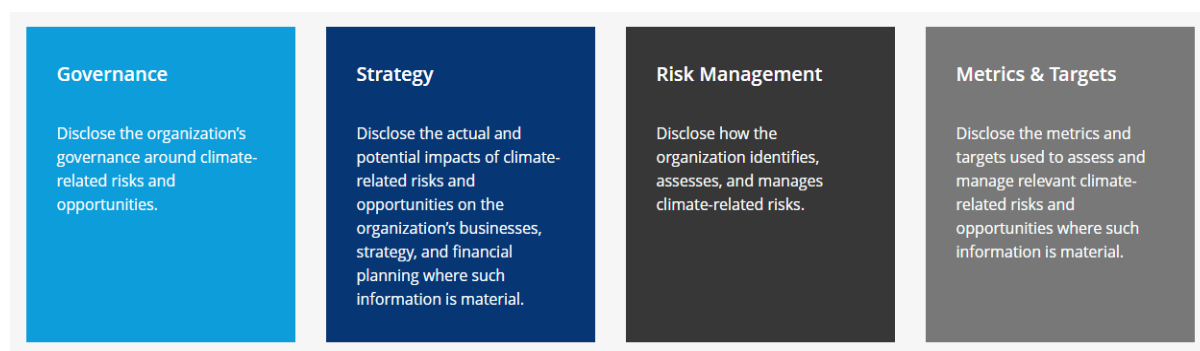 Governance
Disclose the organization's
governance around climate-
related risks and
opportunities.
Strategy
Disclose the actual and
potential impacts of climate-
related risks and
opportunities on the
organization's businesses,
strategy, and financial
planning where such
information is material.
Risk Management
Disclose how the
organization identifies,
assesses, and manages
climate-related risks.
Metrics & Targets
Disclose the metrics and
targets used to assess and
manage relevant climate-
related risks and
opportunities where such
information is material.